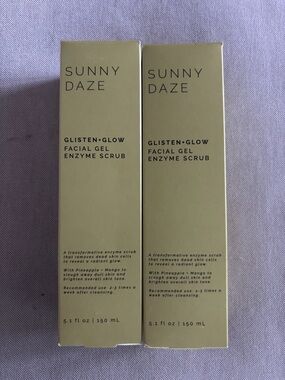 SUNNY
DAZE
GLISTEN+GLOW
FACIAL GEL
ENZYME SCRUB
A transformative enzyme scrub
that removes dead skin cells
to reveal a radiant glow.
With Pineapple + Mango to
slough away dull skin and
brighten overall skin tone.
Recommended use: 2-3 times a
week after cleansing.
5.1 fl oz | 150 mL
SUNNY
DAZE
GLISTEN+GLOW
FACIAL GEL
ENZYME SCRUB
A transformative enzyme scrub
that removes dead skin cells
to reveal a radiant glow.
With Pineapple + Mango to
slough away dull skin and
brighten overall skin tone.
Recommended use: 2-3 times a
week after cleansing.
5.1 fl oz | 150 mL